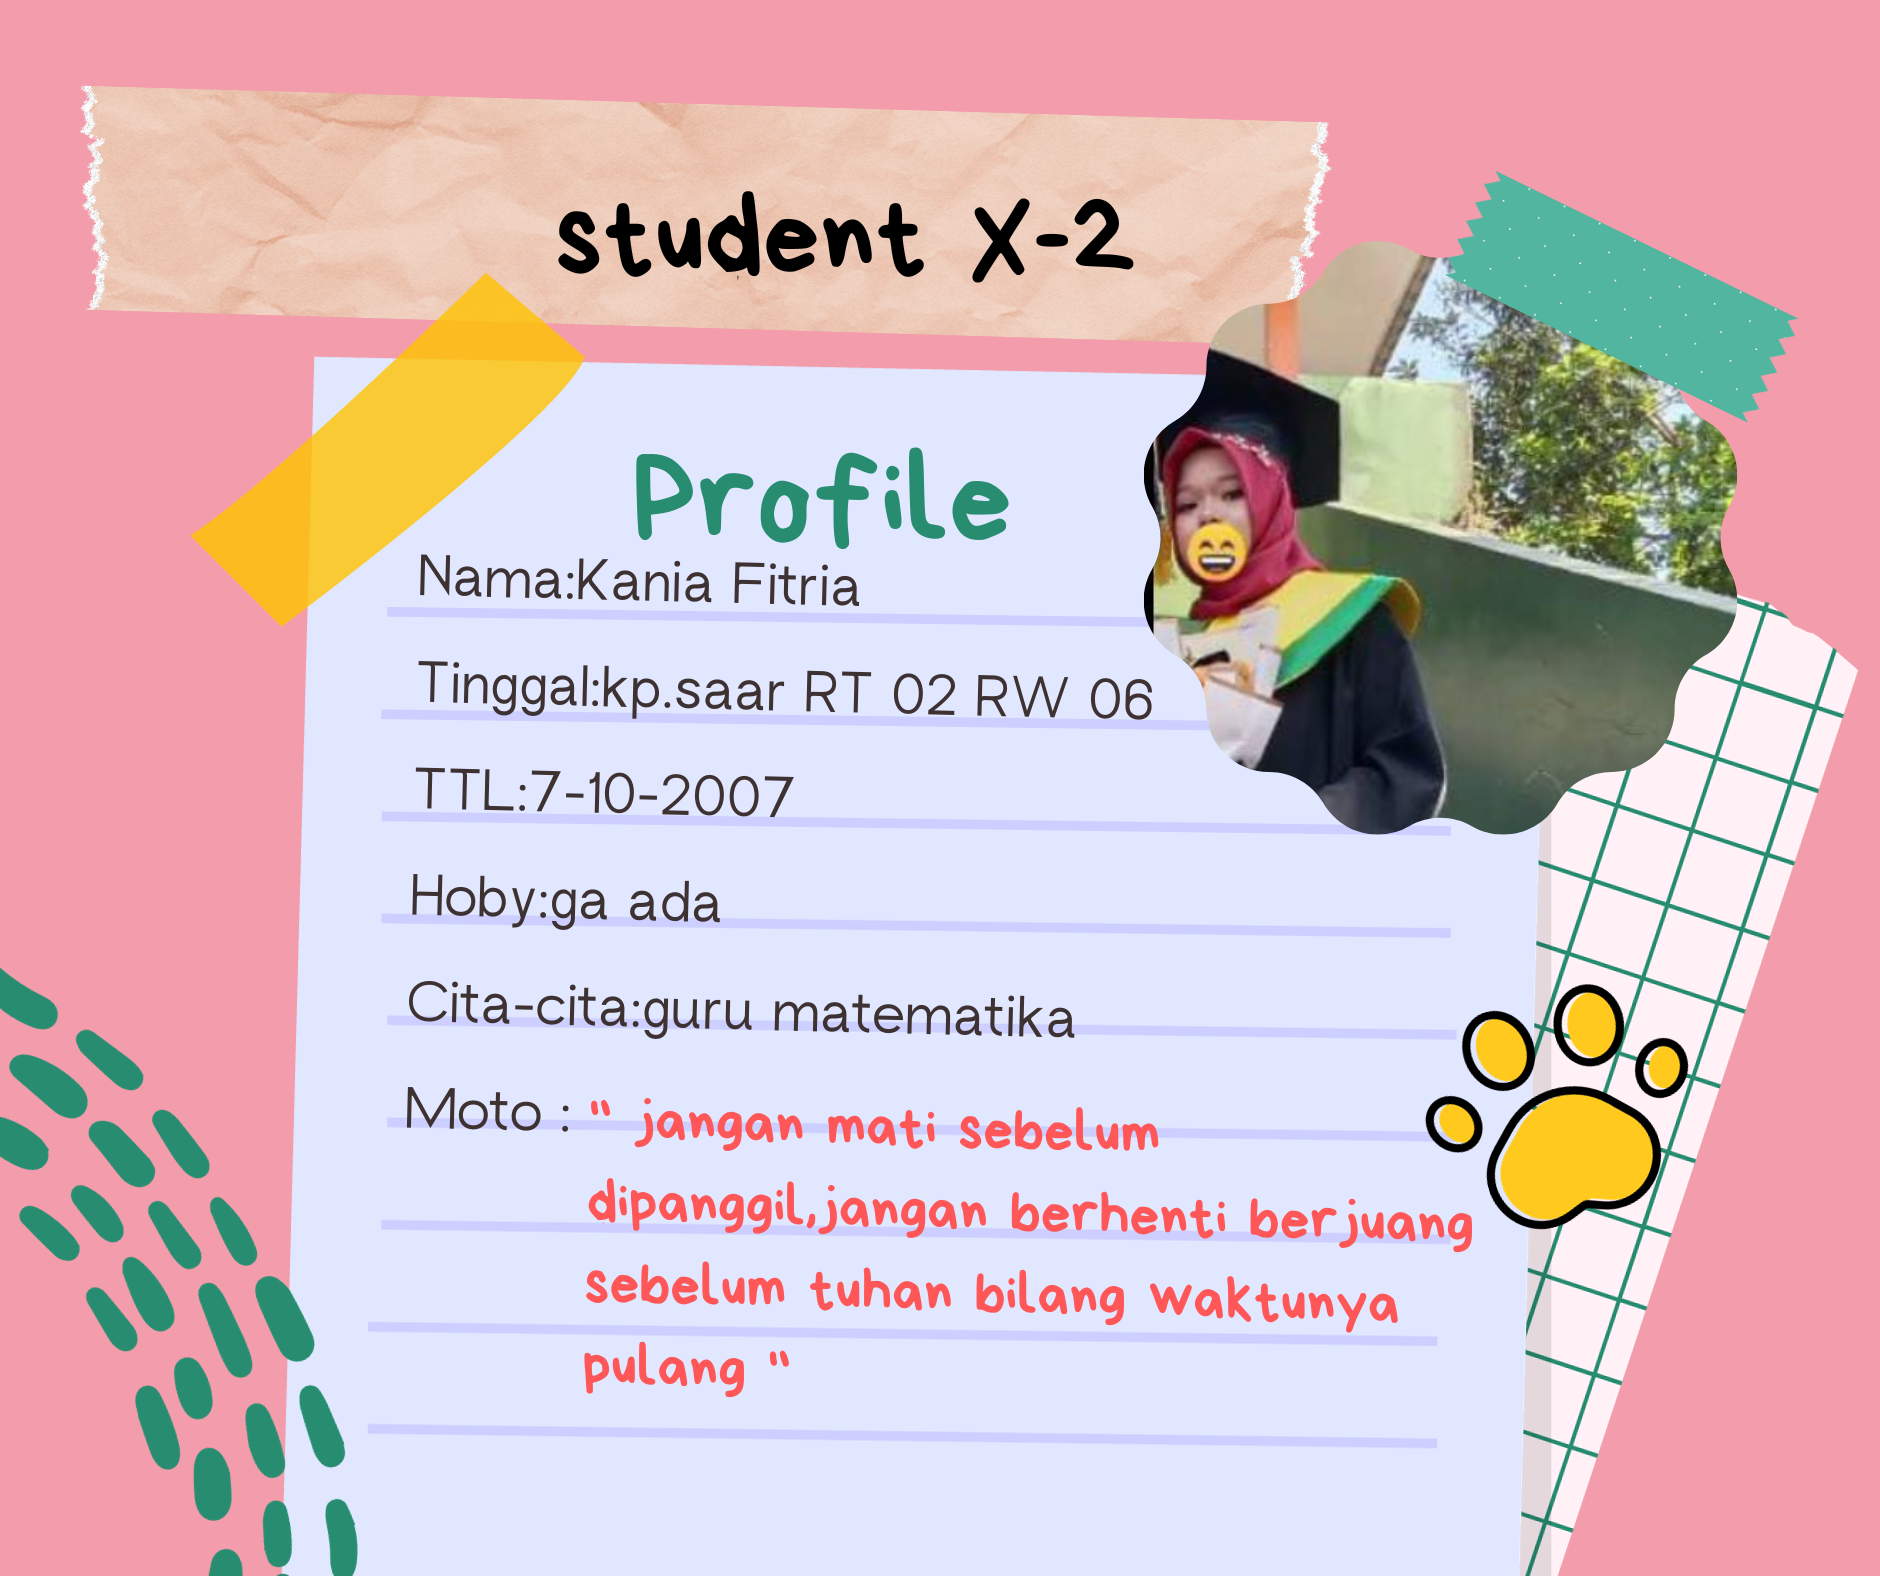 student X-2
Profile
Nama:Kania Fitria
Tinggal:kp.saar RT 02 RW 06
TTL:7-10-2007
Hoby:ga ada
Cita-cita:guru matematika
Moto : " jangan mati sebelum
dipanggil,jangan berhenti berjuang
sebelum tuhan bilang waktunya
pulang "